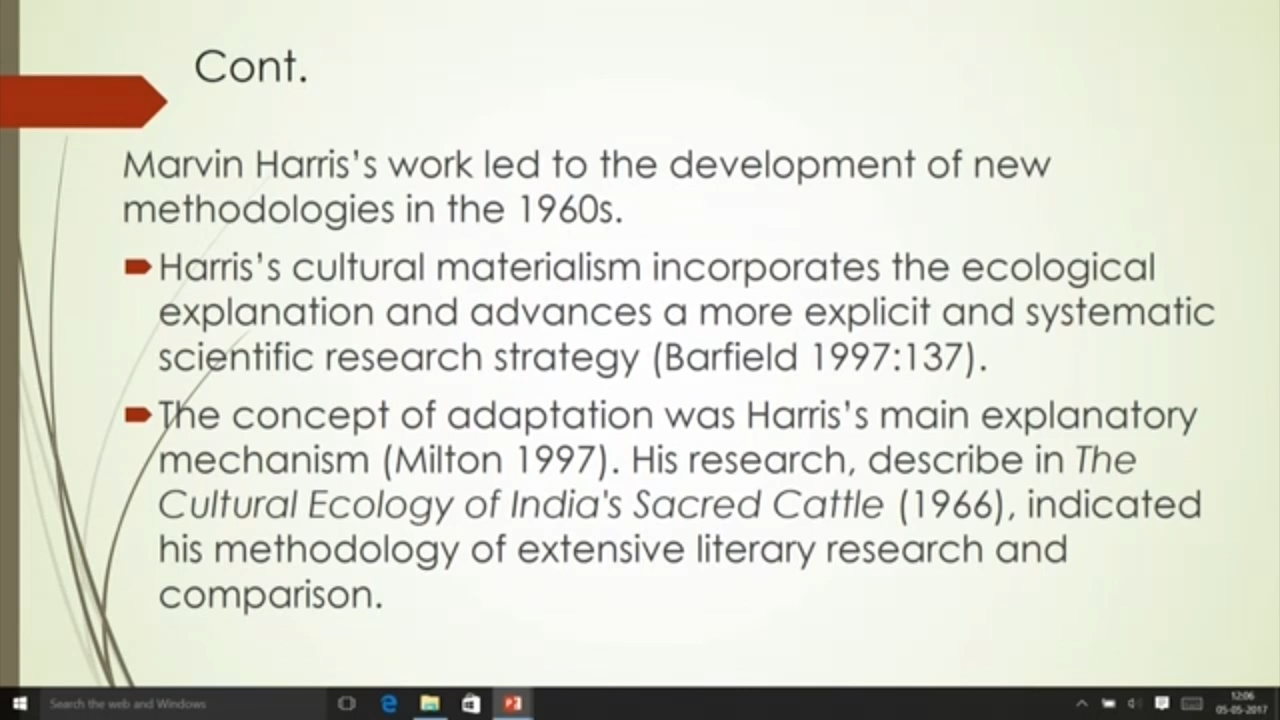 Cont.
Marvin Harris’s work led to the development of new
methodologies in the 1960s.
Harris’s cultural materialism incorporates the ecological
explanation and advances a more explicit and systematic
scientific research strategy (Barfield 1997:137).
The concept of adaptation was Harris’s main explanatory
mechanism (Milton 1997). His research, describe in The
Cultural Ecology of India's Sacred Cattle (1966), indicated
his methodology of extensive literary research and
comparison.
Search the web and Windows
12:06
05-05-2017